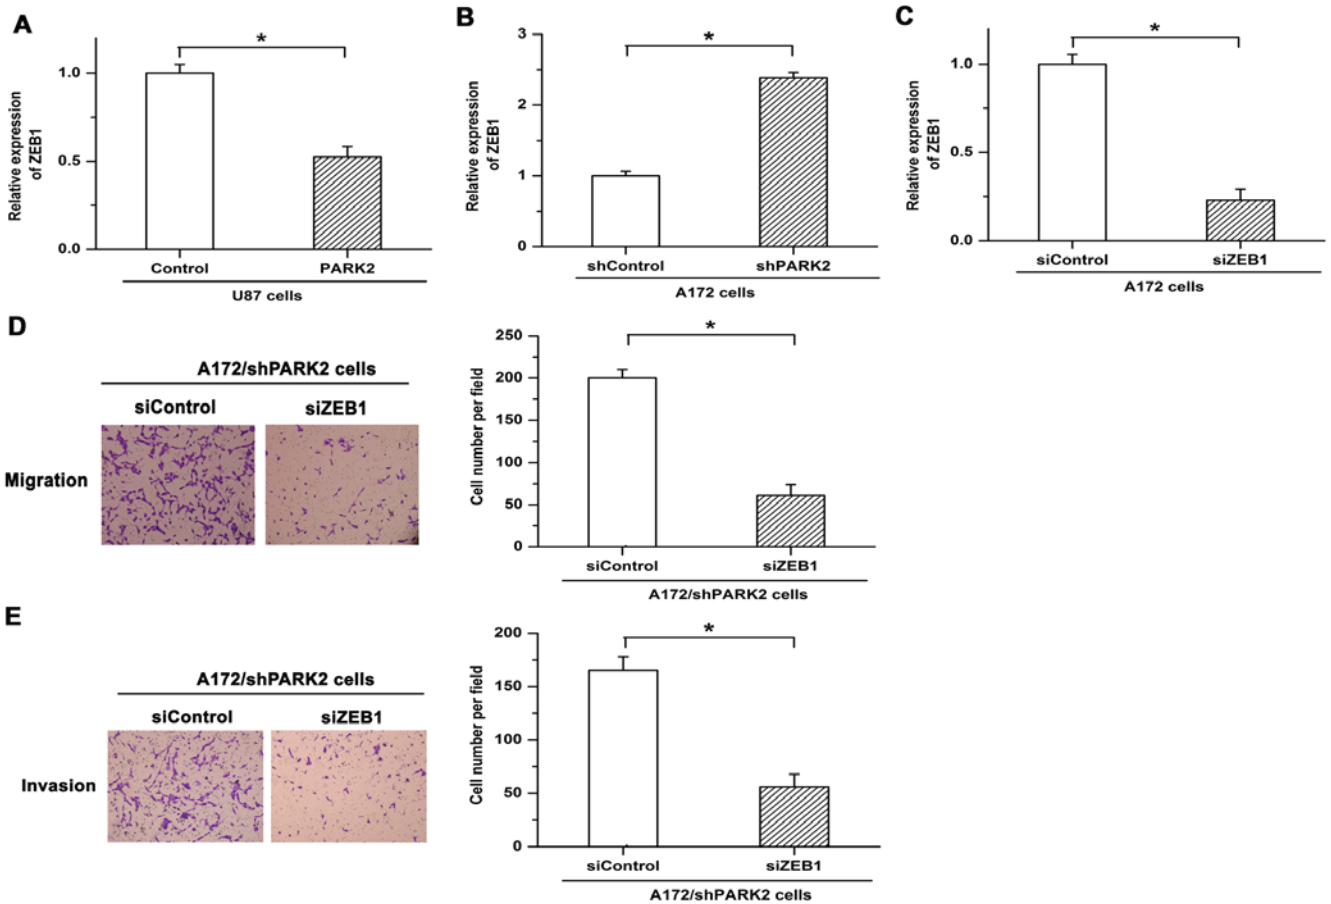 A
*
Relative expression
of ZEB1
1.0
0.5
0.0
Control
PARK2
U87 cells
B
*
Relative expression
of ZEB1
3
2
1
0
shControl
shPARK2
A172 cells
C
*
Relative expression
of ZEB1
1.0
0.5
0.0
siControl
siZEB1
A172 cells
D
A172/shPARK2 cells
siControl
siZEB1
Migration
*
Cell number per field
250
200
150
100
50
0
siControl
siZEB1
A172/shPARK2 cells
E
A172/shPARK2 cells
siControl
siZEB1
Invasion
*
Cell number per field
200
150
100
50
0
siControl
siZEB1
A172/shPARK2 cells